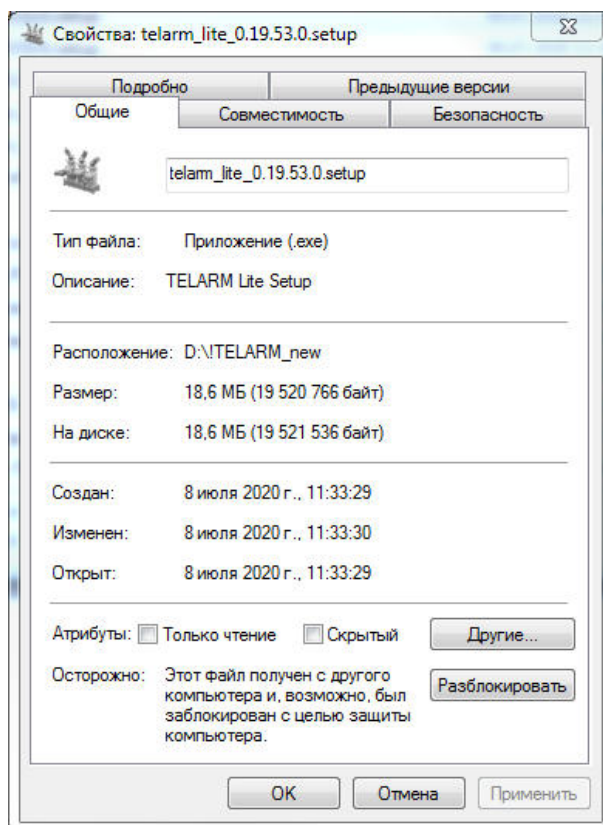 Свойства: telarm_lite_0.19.53.0.setup
Подробно
Предыдущие версии
Общие
Совместимость
Безопасность
telarm_lite_0.19.53.0.setup
Тип файла: Приложение (.exe)
Описание: TELARM Lite Setup
Расположение: D:\!TELARM_new
Размер: 18,6 МБ (19 520 766 байт)
На диске: 18,6 МБ (19 521 536 байт)
Создан: 8 июля 2020 г., 11:33:29
Изменен: 8 июля 2020 г., 11:33:30
Открыт: 8 июля 2020 г., 11:33:29
Атрибуты: Только чтение Скрытый Другие...
Осторожно: Этот файл получен с другого
компьютера и, возможно, был
заблокирован с целью защиты
компьютера.
Разблокировать
OK Отмена Применить